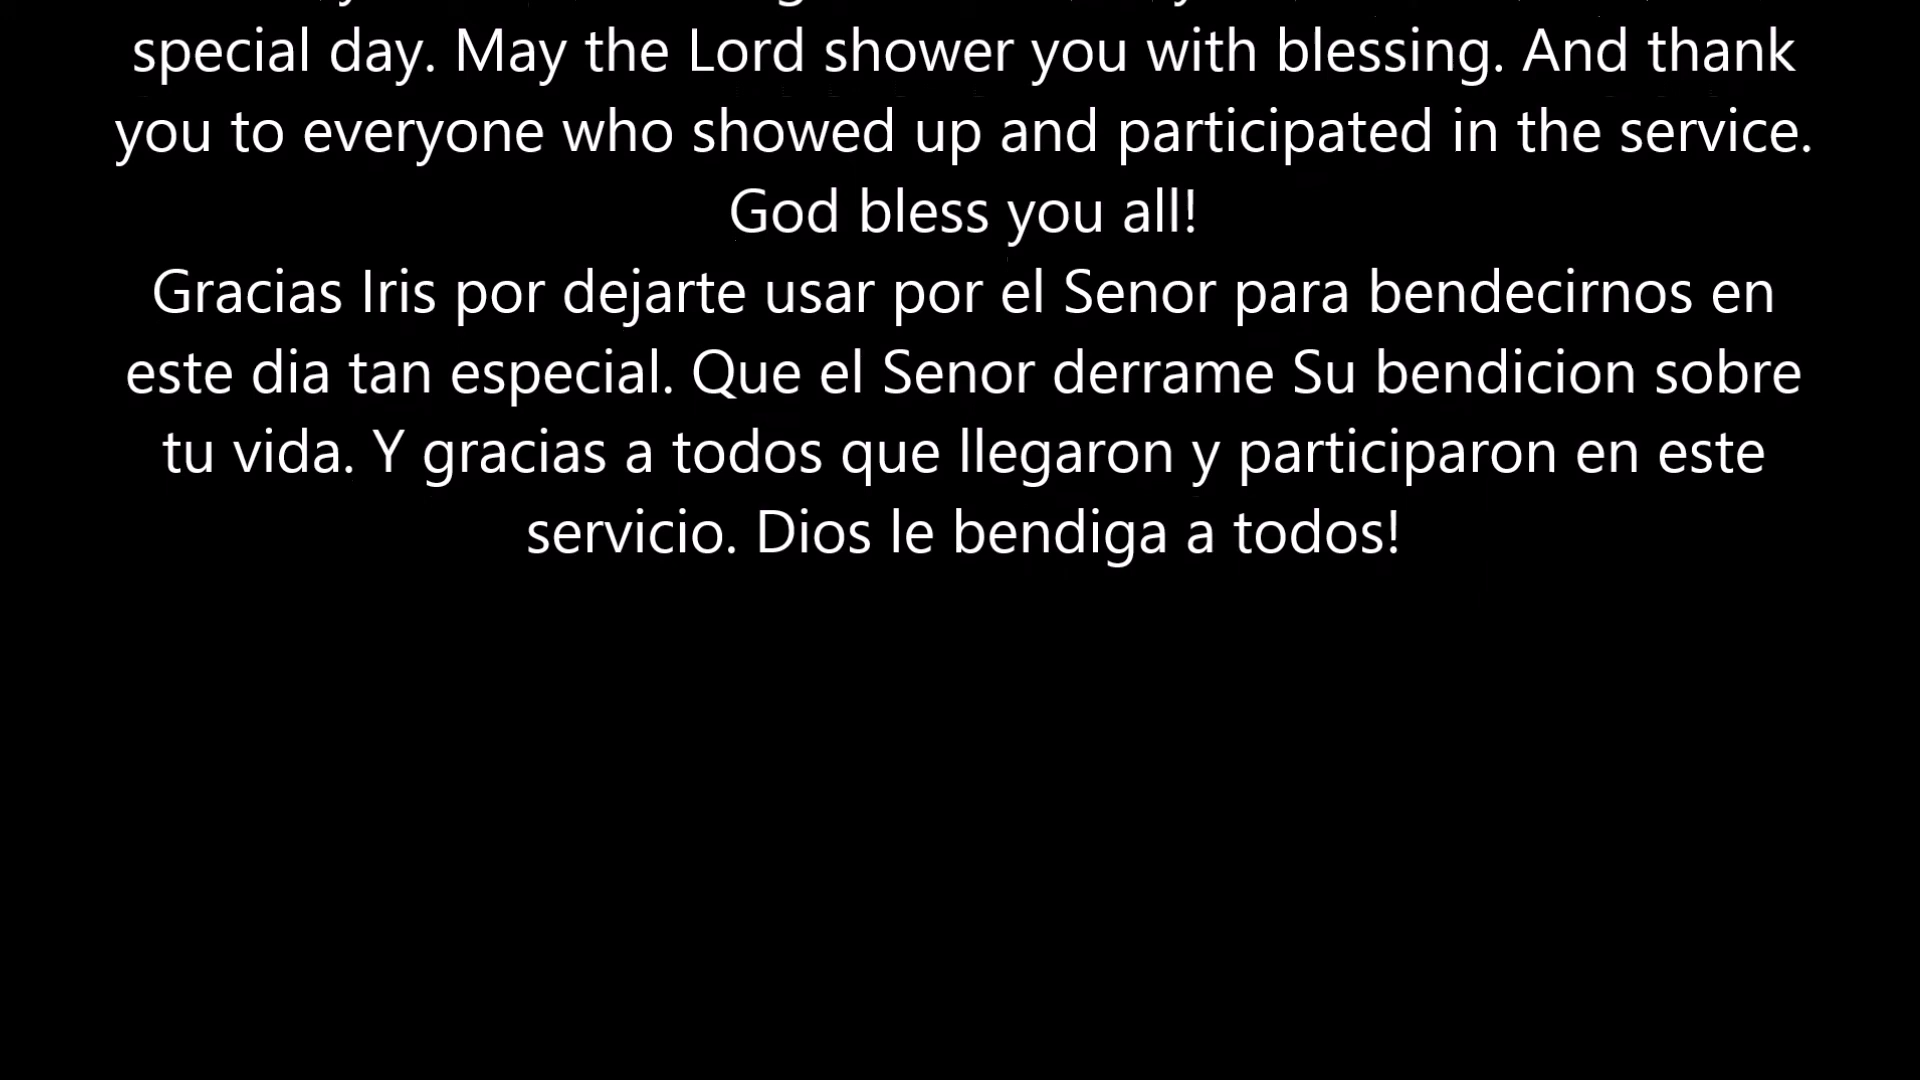 special day. May the Lord shower you with blessing. And thank
you to everyone who showed up and participated in the service.
God bless you all!
Gracias Iris por dejarte usar por el Senor para bendecirnos en
este dia tan especial. Que el Senor derrame Su bendicion sobre
tu vida. Y gracias a todos que llegaron y participaron en este
servicio. Dios le bendiga a todos!